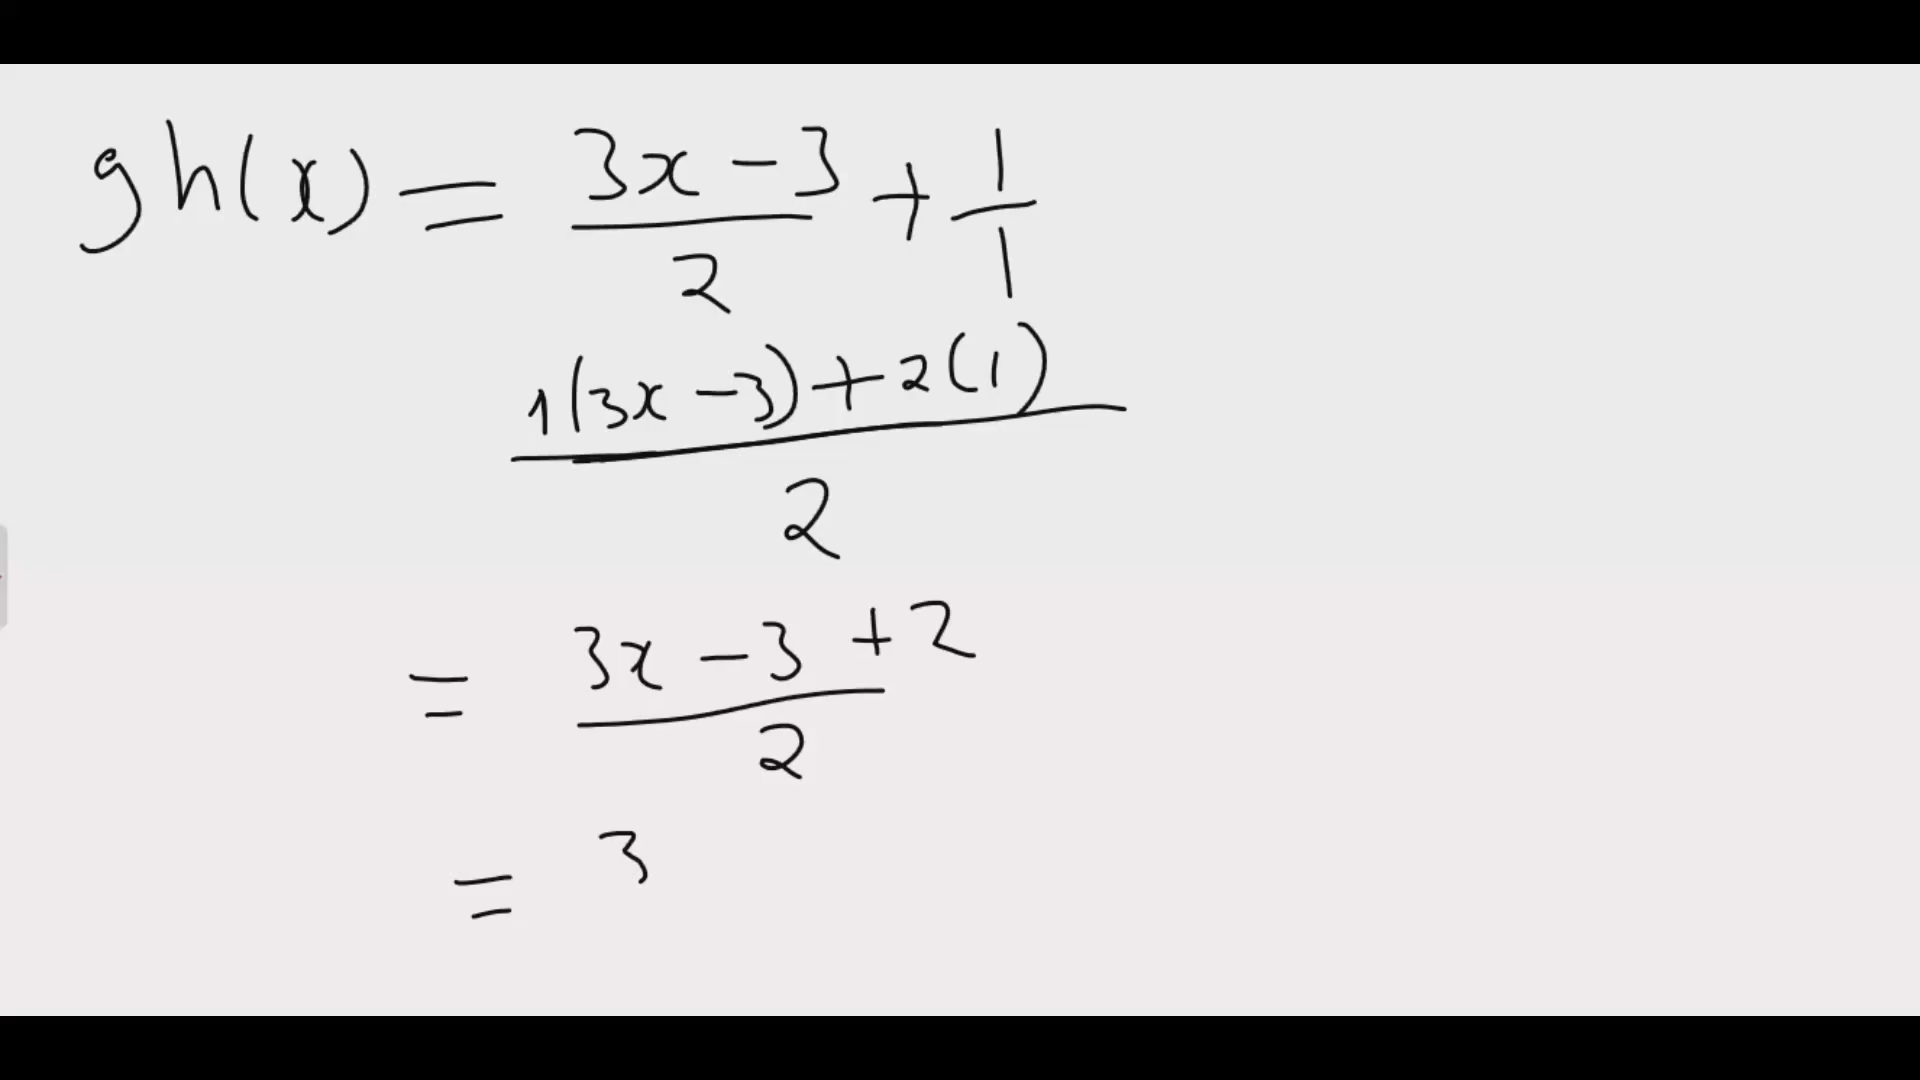 gh(x) = (3x - 3)/2 + 1/1
(1(3x - 3) + 2(1))/2
= (3x - 3 + 2)/2
= 3